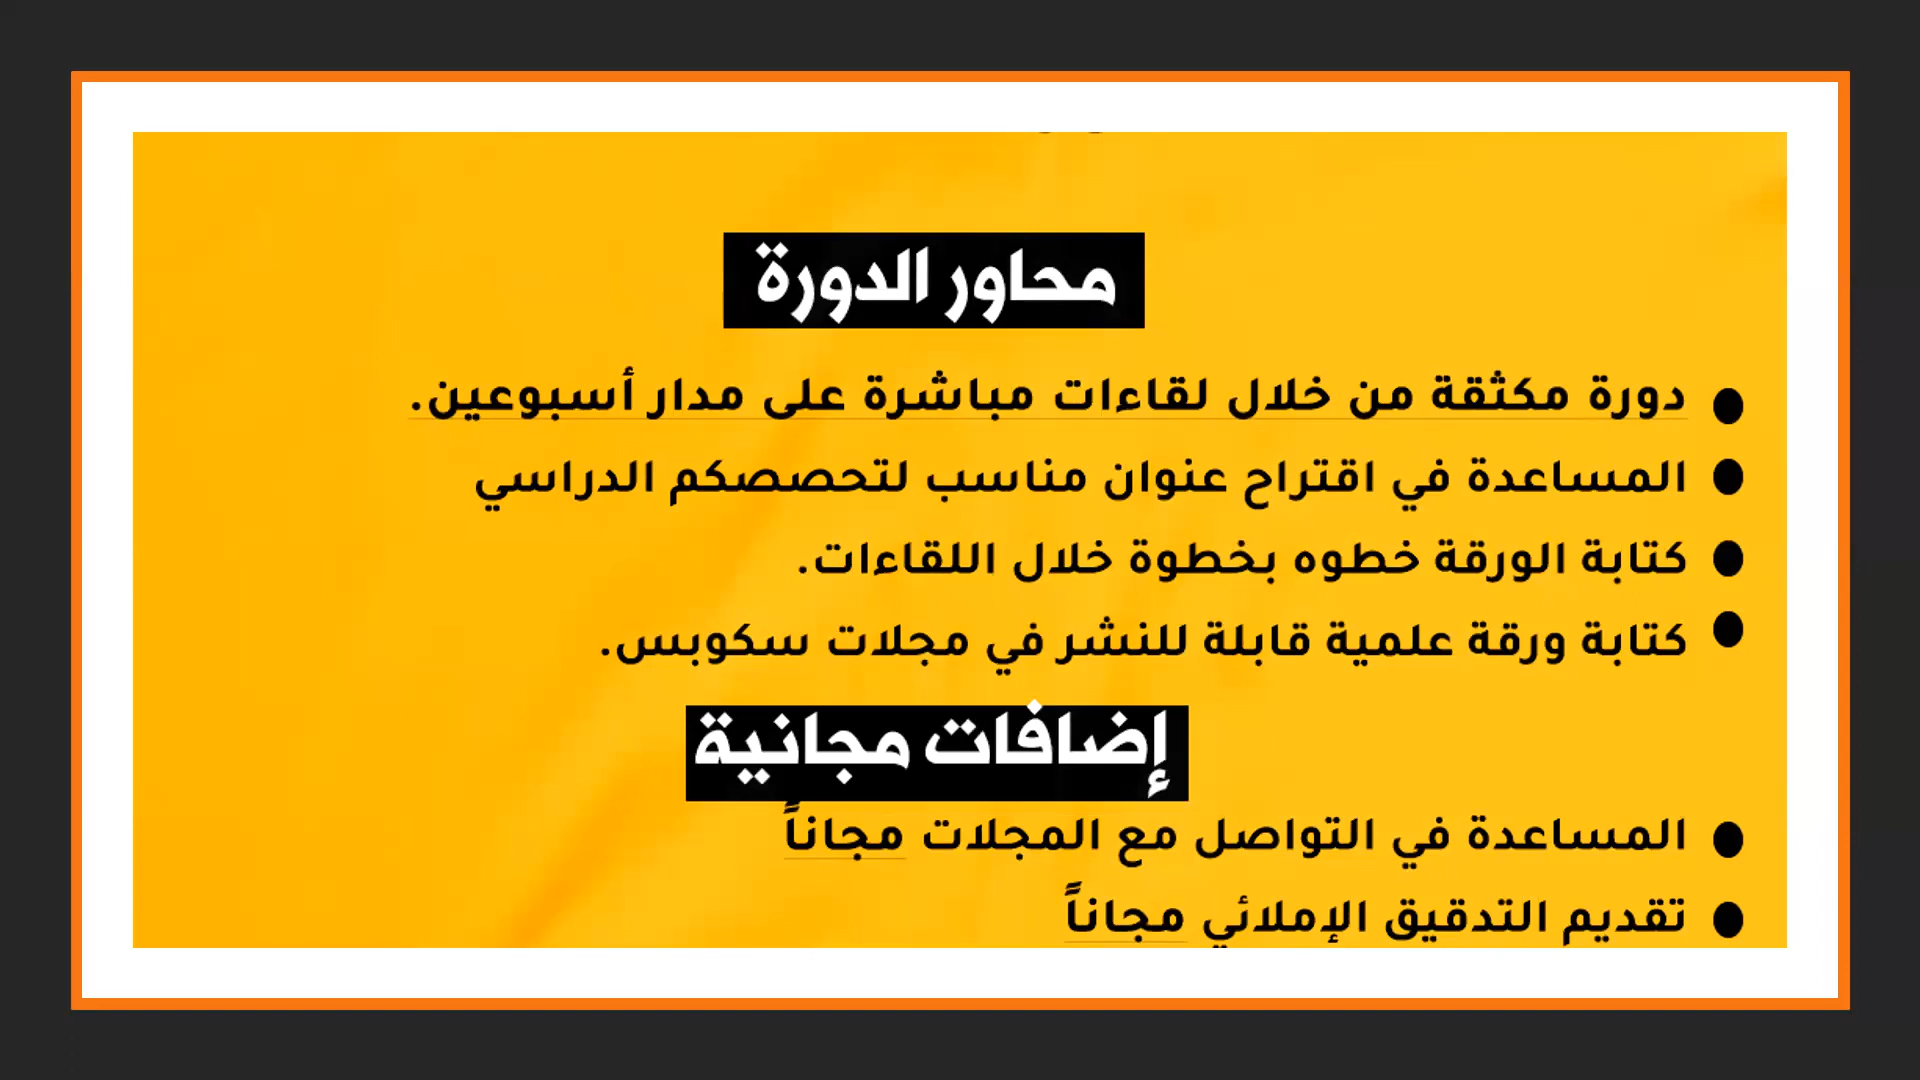 محاور الدورة
دورة مكثقة من خلال لقاءات مباشرة على مدار أسبوعين.
المساعدة في اقتراح عنوان مناسب لتحصصكم الدراسي
كتابة الورقة خطوه بخطوة خلال اللقاءات.
كتابة ورقة علمية قابلة للنشر في مجلات سكوبس.
إضافات مجانية
المساعدة في التواصل مع المجلات مجاناً
تقديم التدقيق الإملائي مجاناً